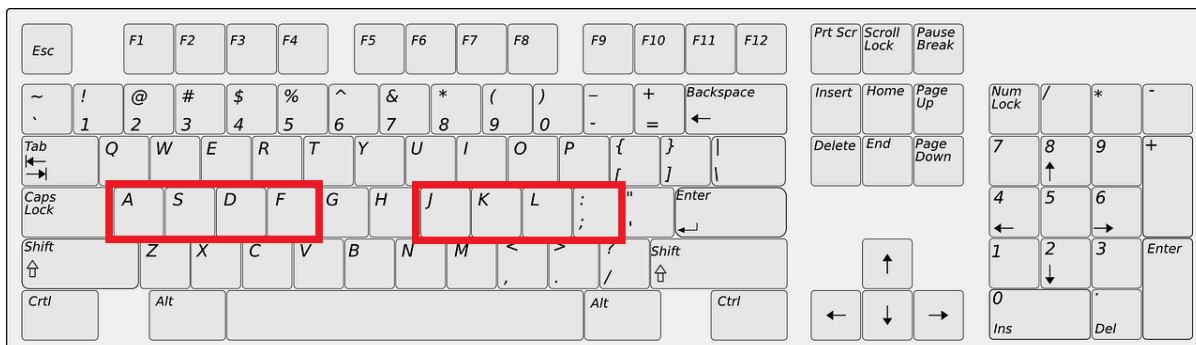 Esc F1 F2 F3 F4 F5 F6 F7 F8 F9 F10 F11 F12 Prt Scr Scroll Lock Pause Break
~ ` ! 1 @ 2 # 3 $ 4 % 5 ^ 6 & 7 * 8 ( 9 ) 0 _ - + = Backspace Insert Home Page Up Num Lock / * -
Tab Q W E R T Y U I O P { [ } ] | \ Delete End Page Down 7 8 9 +
Caps Lock A S D F G H J K L : ; " ' Enter 4 5 6
Shift Z X C V B N M < , > . ? / Shift 1 2 3 Enter
Crtl Alt Alt Ctrl 0 Ins . Del